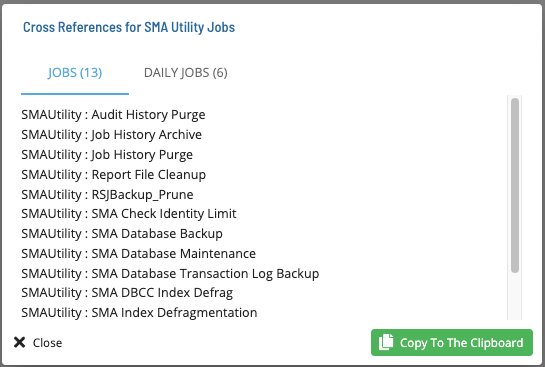 Cross References for SMA Utility Jobs
JOBS (13) DAILY JOBS (6)
SMAUtility : Audit History Purge
SMAUtility : Job History Archive
SMAUtility : Job History Purge
SMAUtility : Report File Cleanup
SMAUtility : RSJBackup_Prune
SMAUtility : SMA Check Identity Limit
SMAUtility : SMA Database Backup
SMAUtility : SMA Database Maintenance
SMAUtility : SMA Database Transaction Log Backup
SMAUtility : SMA DBCC Index Defrag
SMAUtility : SMA Index Defragmentation
Close Copy To The Clipboard